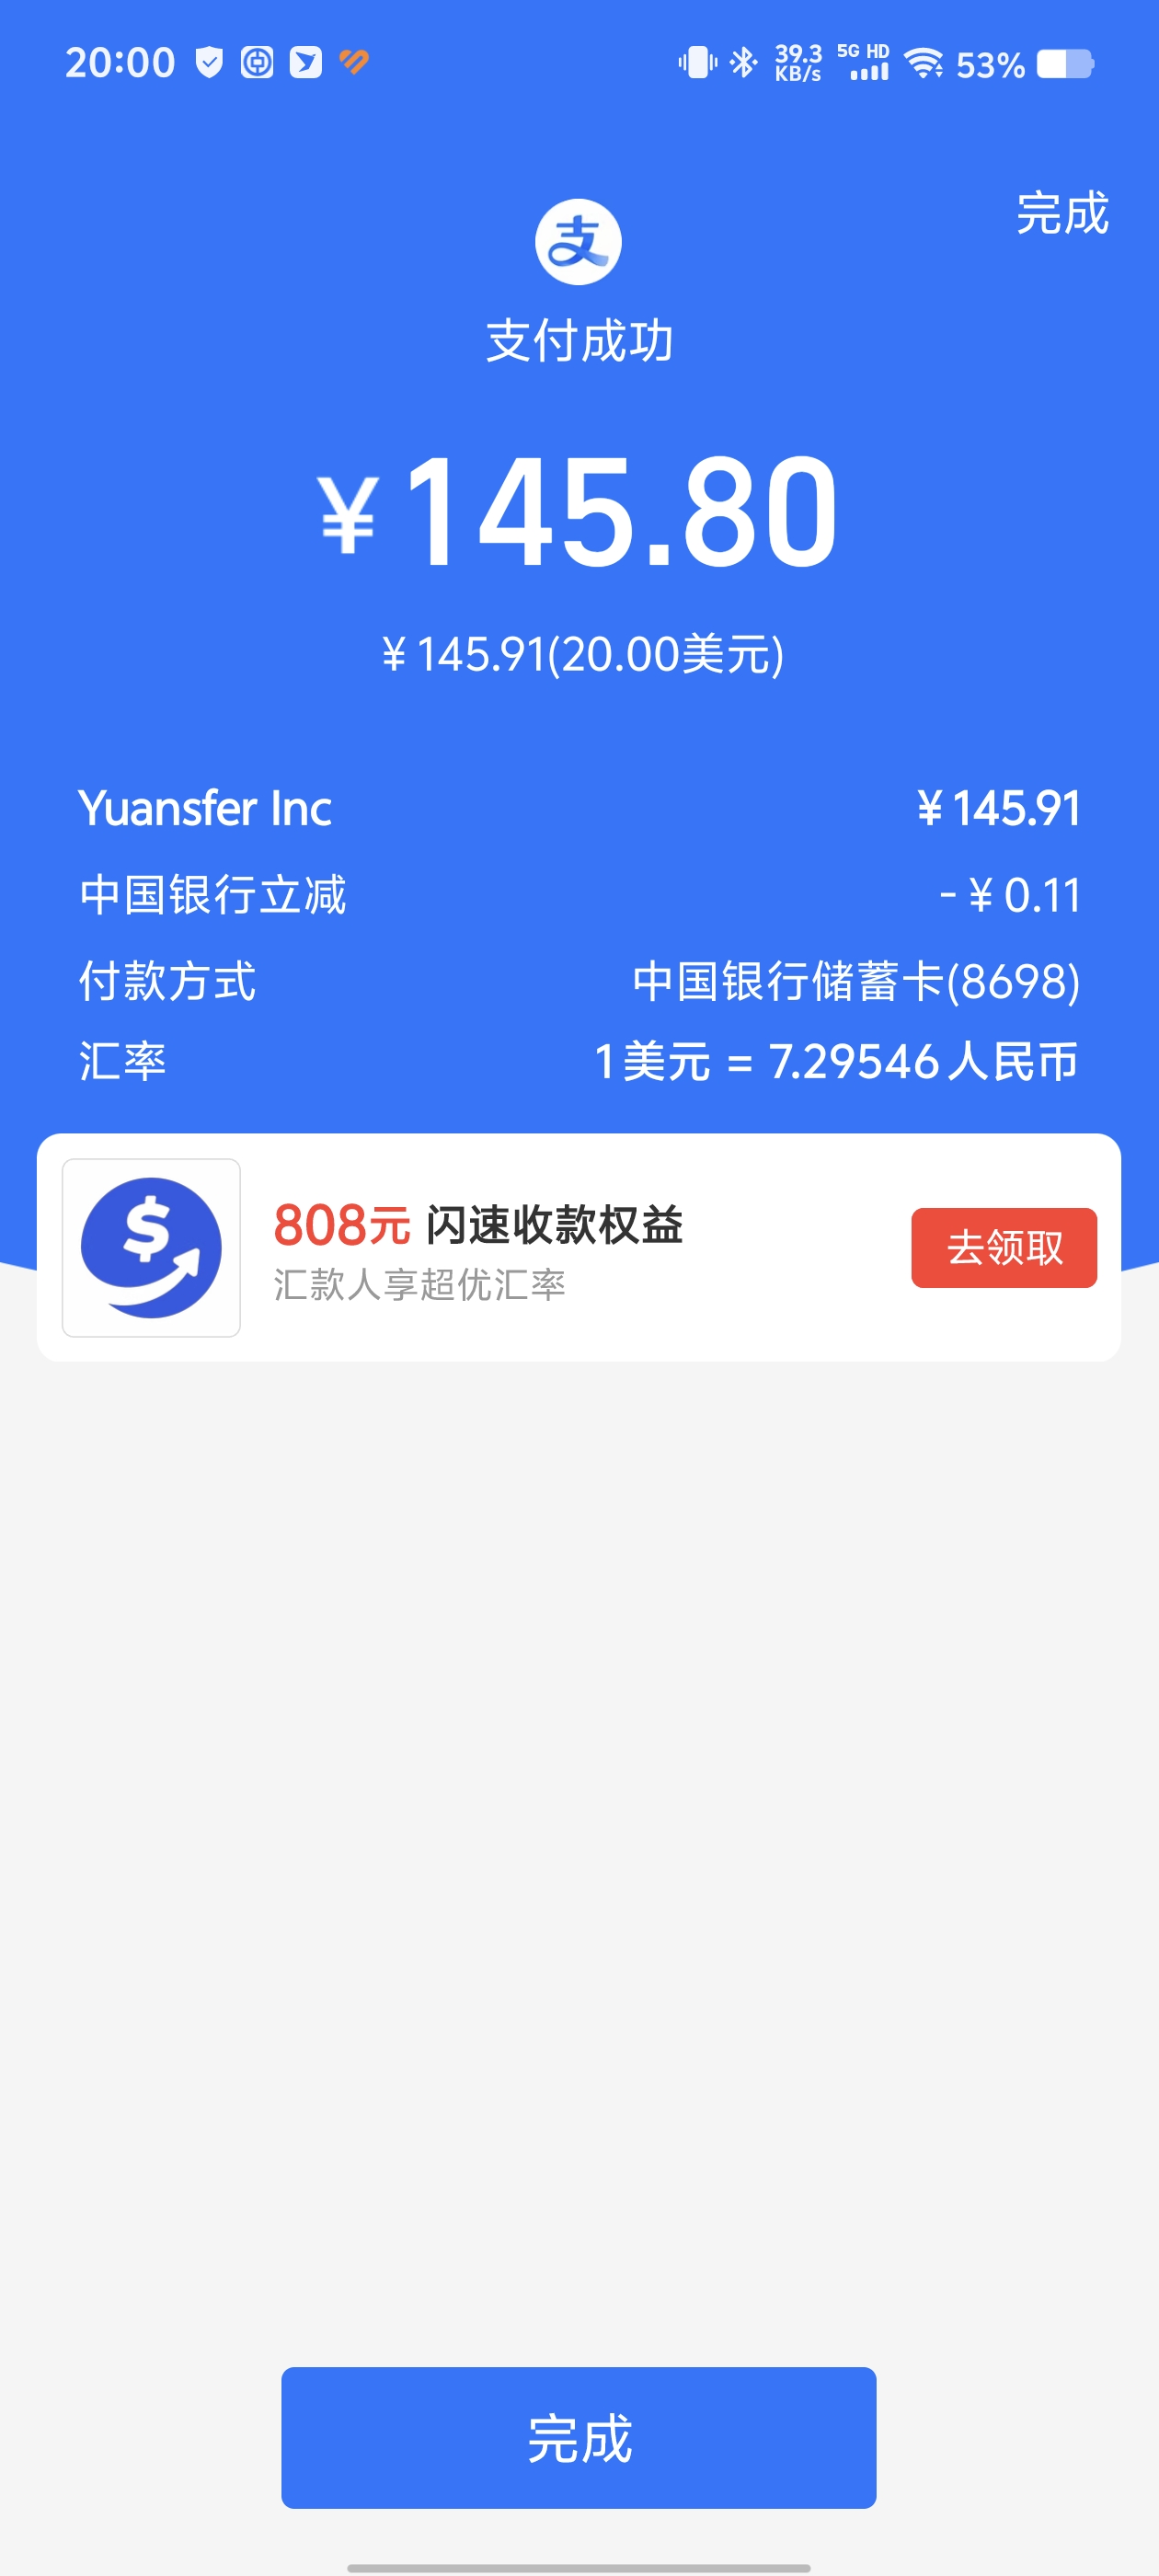 20:00 39.3 KB/s 5G HD 53%
完成
支
支付成功
¥145.80
¥145.91(20.00美元)
Yuansfer Inc ¥145.91
中国银行立减 - ¥0.11
付款方式 中国银行储蓄卡(8698)
汇率 1美元 = 7.29546人民币
$
808元 闪速收款权益
汇款人享超优汇率
去领取
完成